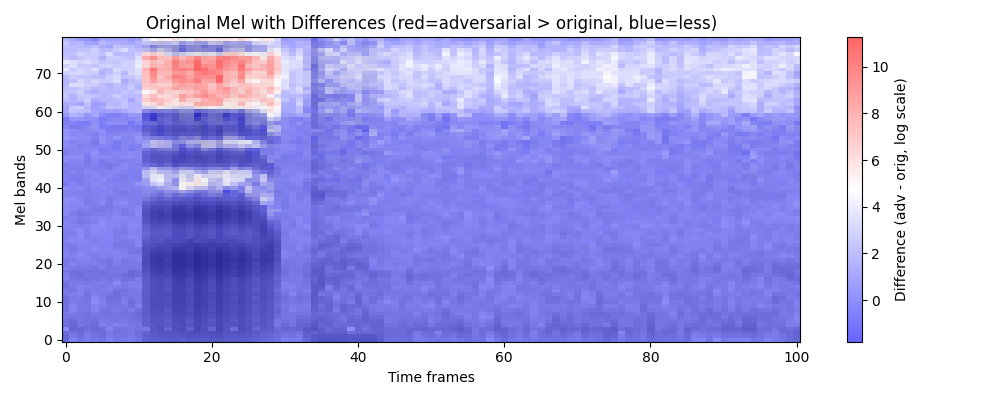 Original Mel with Differences (red=adversarial > original, blue=less)
Mel bands
70
60
50
40
30
20
10
0
0 20 40 60 80 100
Time frames
10
8
6
4
2
0
Difference (adv - orig, log scale)